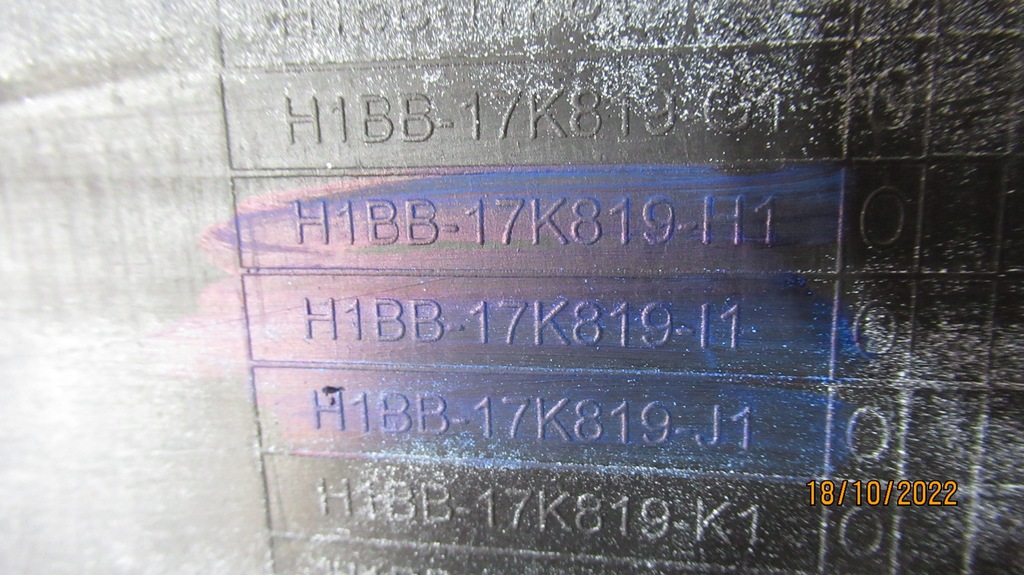 H1BB-17K819-G1 O
H1BB-17K819-H1 O
H1BB-17K819-I1 O
H1BB-17K819-J1 O
H1BB-17K819-K1 O
18/10/2022